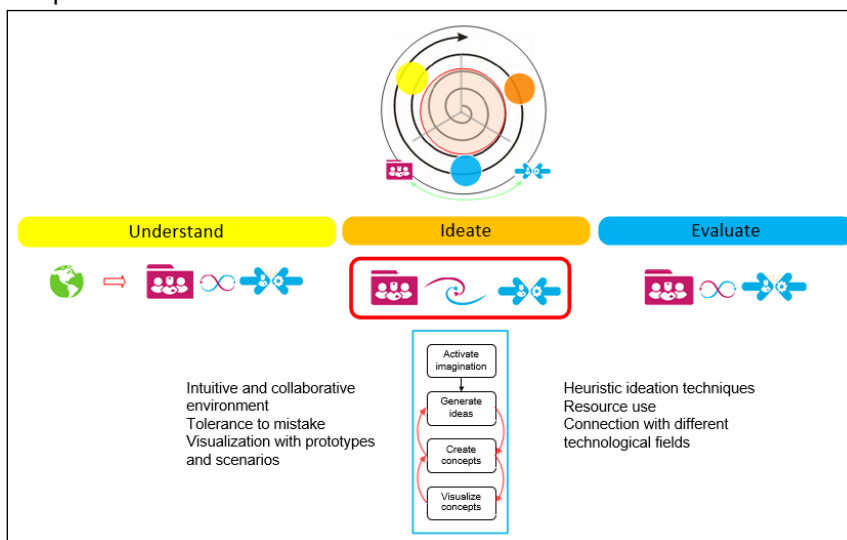 Understand
Ideate
Evaluate
Activate
imagination
Generate
ideas
Create
concepts
Visualize
concepts
Intuitive and collaborative
environment
Tolerance to mistake
Visualization with prototypes
and scenarios
Heuristic ideation techniques
Resource use
Connection with different
technological fields